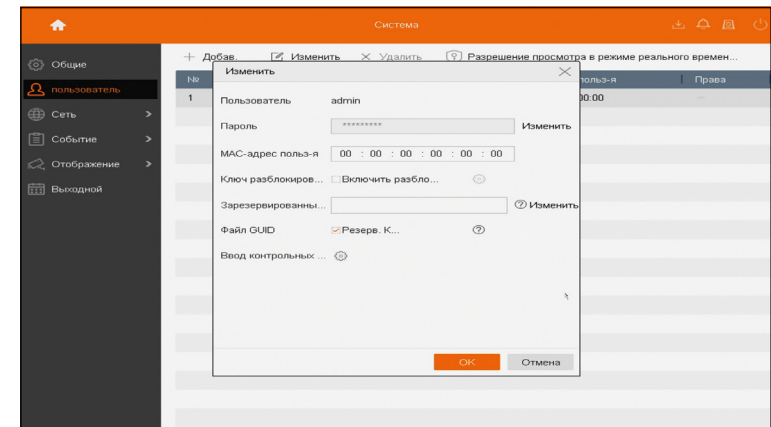 Система
Общие
пользователь
Сеть
Событие
Отображение
Выходной
Добав. Изменить Удалить Разрешение просмотра в режиме реального времен...
№ польз-я Права
1 00:00 —
Изменить
Пользователь admin
Пароль ********* Изменить
MAC-адрес польз-я 00 : 00 : 00 : 00 : 00 : 00
Ключ разблокиров... Включить разбло...
Зарезервированны... Изменить
Файл GUID Резерв. К...
Ввод контрольных ...
OK Отмена